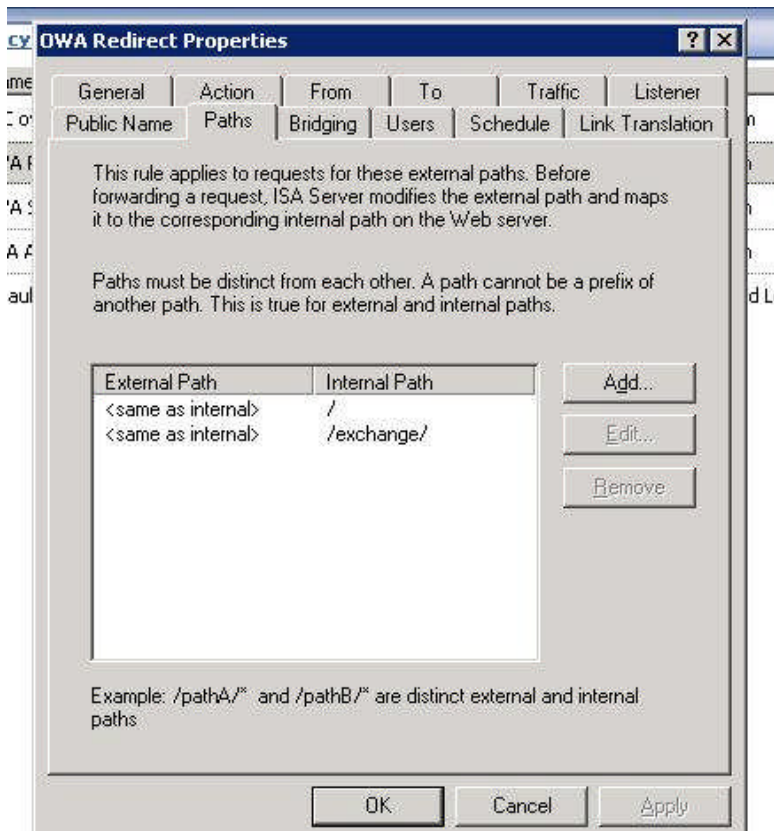 cy OWA Redirect Properties
General Action From To Traffic Listener
Public Name Paths Bridging Users Schedule Link Translation
This rule applies to requests for these external paths. Before
forwarding a request, ISA Server modifies the external path and maps
it to the corresponding internal path on the Web server.
Paths must be distinct from each other. A path cannot be a prefix of
another path. This is true for external and internal paths.
External Path Internal Path
<same as internal> /
<same as internal> /exchange/
Add...
Edit...
Remove
Example: /pathA/* and /pathB/* are distinct external and internal
paths
OK Cancel Apply